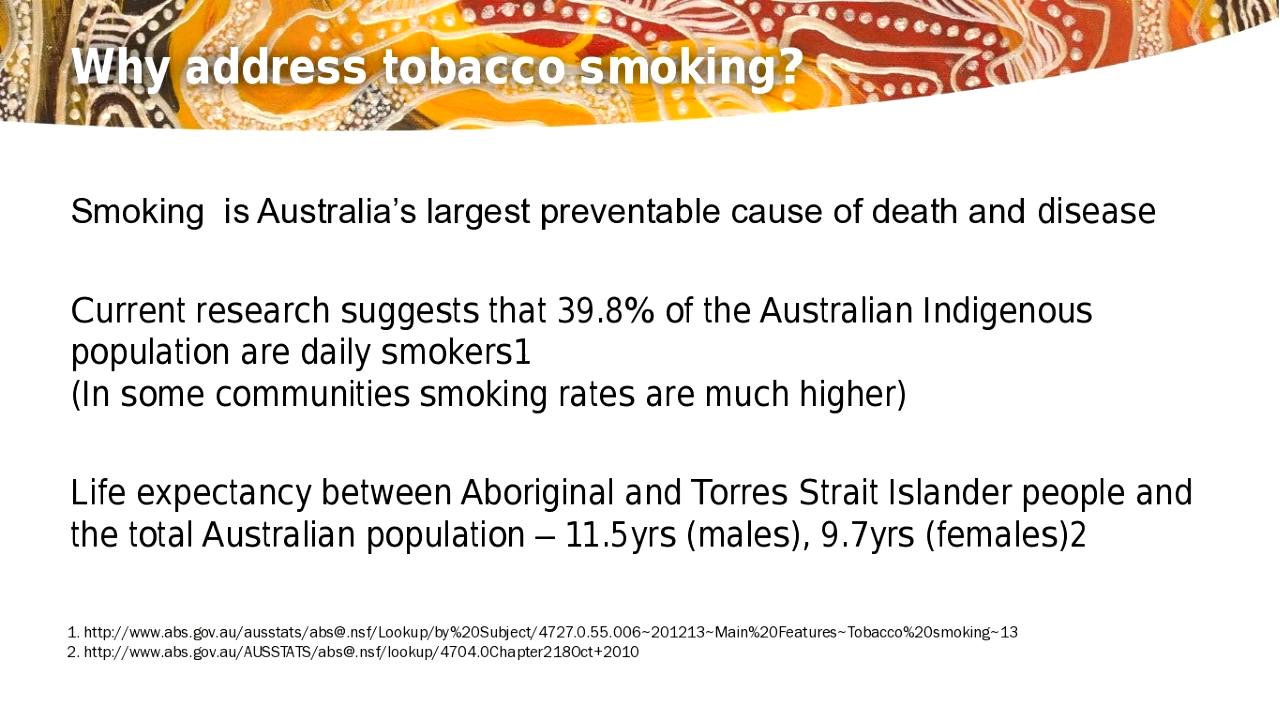 Why address tobacco smoking?
Smoking  is Australia’s largest preventable cause of death and disease
Current research suggests that 39.8% of the Australian Indigenous
population are daily smokers1
(In some communities smoking rates are much higher)
Life expectancy between Aboriginal and Torres Strait Islander people and
the total Australian population – 11.5yrs (males), 9.7yrs (females)2
1. http://www.abs.gov.au/ausstats/abs@.nsf/Lookup/by%20Subject/4727.0.55.006~201213~Main%20Features~Tobacco%20smoking~13
2. http://www.abs.gov.au/AUSSTATS/abs@.nsf/lookup/4704.0Chapter218Oct+2010